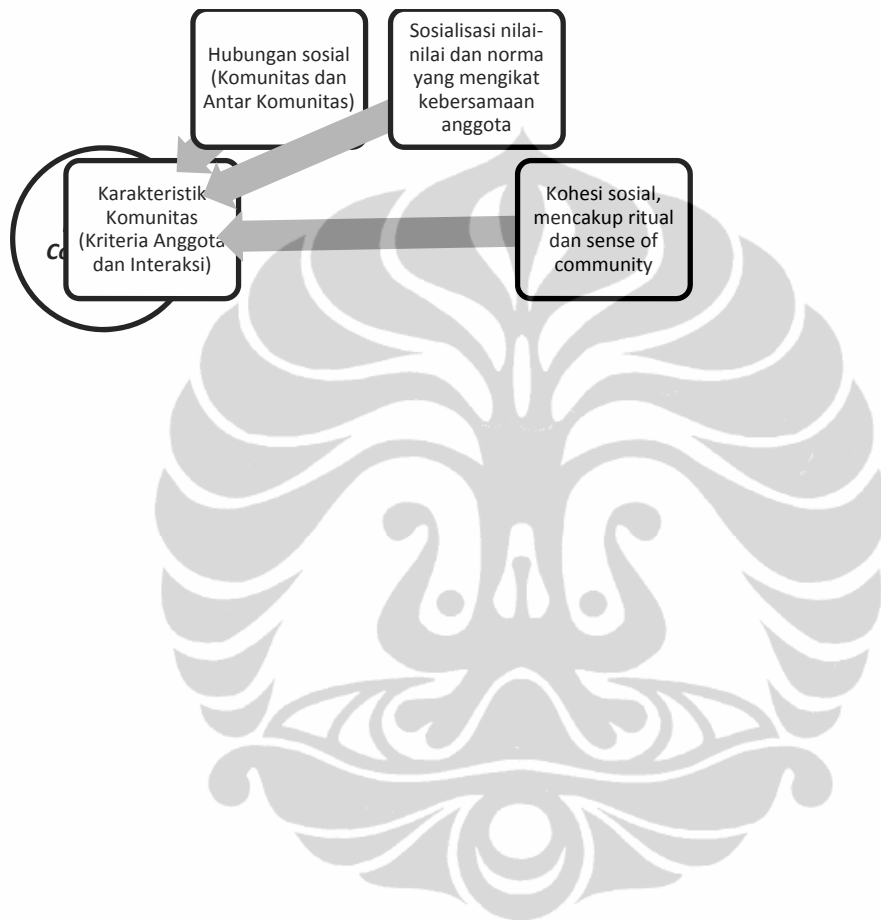 Hubungan sosial
(Komunitas dan
Antar Komunitas)
Sosialisasi nilai-
nilai dan norma
yang mengikat
kebersamaan
anggota
Karakteristik
Komunitas
(Kriteria Anggota
dan Interaksi)
Kohesi sosial,
mencakup ritual
dan sense of
community